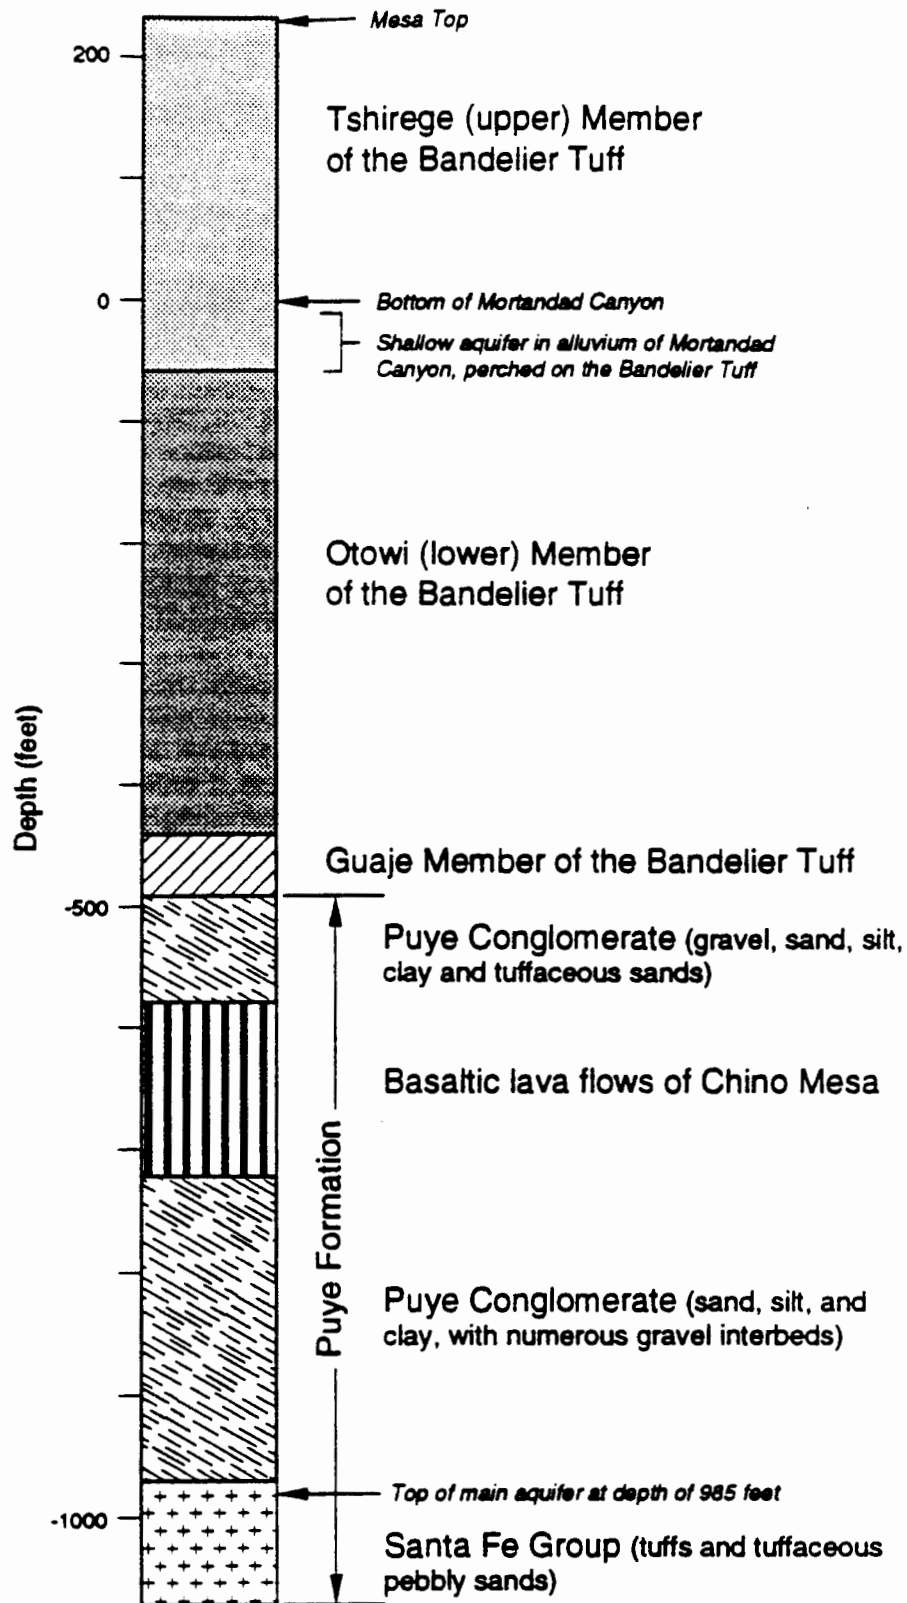 Mesa Top
200
Tshirege (upper) Member
of the Bandelier Tuff
0
Bottom of Mortandad Canyon
Shallow aquifer in alluvium of Mortandad
Canyon, perched on the Bandelier Tuff
Otowi (lower) Member
of the Bandelier Tuff
Depth (feet)
Guaje Member of the Bandelier Tuff
-500
Puye Conglomerate (gravel, sand, silt,
clay and tuffaceous sands)
Basaltic lava flows of Chino Mesa
Puye Formation
Puye Conglomerate (sand, silt, and
clay, with numerous gravel interbeds)
Top of main aquifer at depth of 985 feet
-1000
Santa Fe Group (tuffs and tuffaceous
pebbly sands)